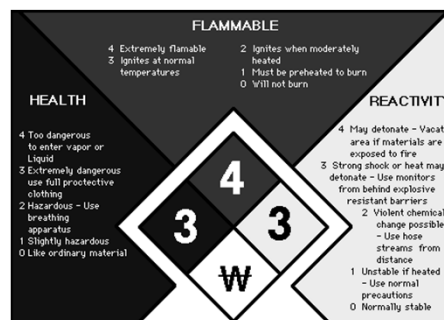 FLAMMABLE
4 Extremely flamable
3 Ignites at normal
temperatures
2 Ignites when moderately
heated
1 Must be preheated to burn
0 Will not burn
HEALTH
4 Too dangerous
to enter vapor or
Liquid
3 Extremely dangerous
use full proctective
clothing
2 Hazardous - Use
breathing
apparatus
1 Slightly hazardous
0 Like ordinary material
REACTIVITY
4 May detonate - Vacat
area if materials are
exposed to fire
3 Strong shock or heat may
detonate - Use monitors
from behind explosive
resistant barriers
2 Violent chemical
change possible
- Use hose
streams from
distance
1 Unstable if heated
- Use normal
precautions
0 Normally stable
4
3
3
W